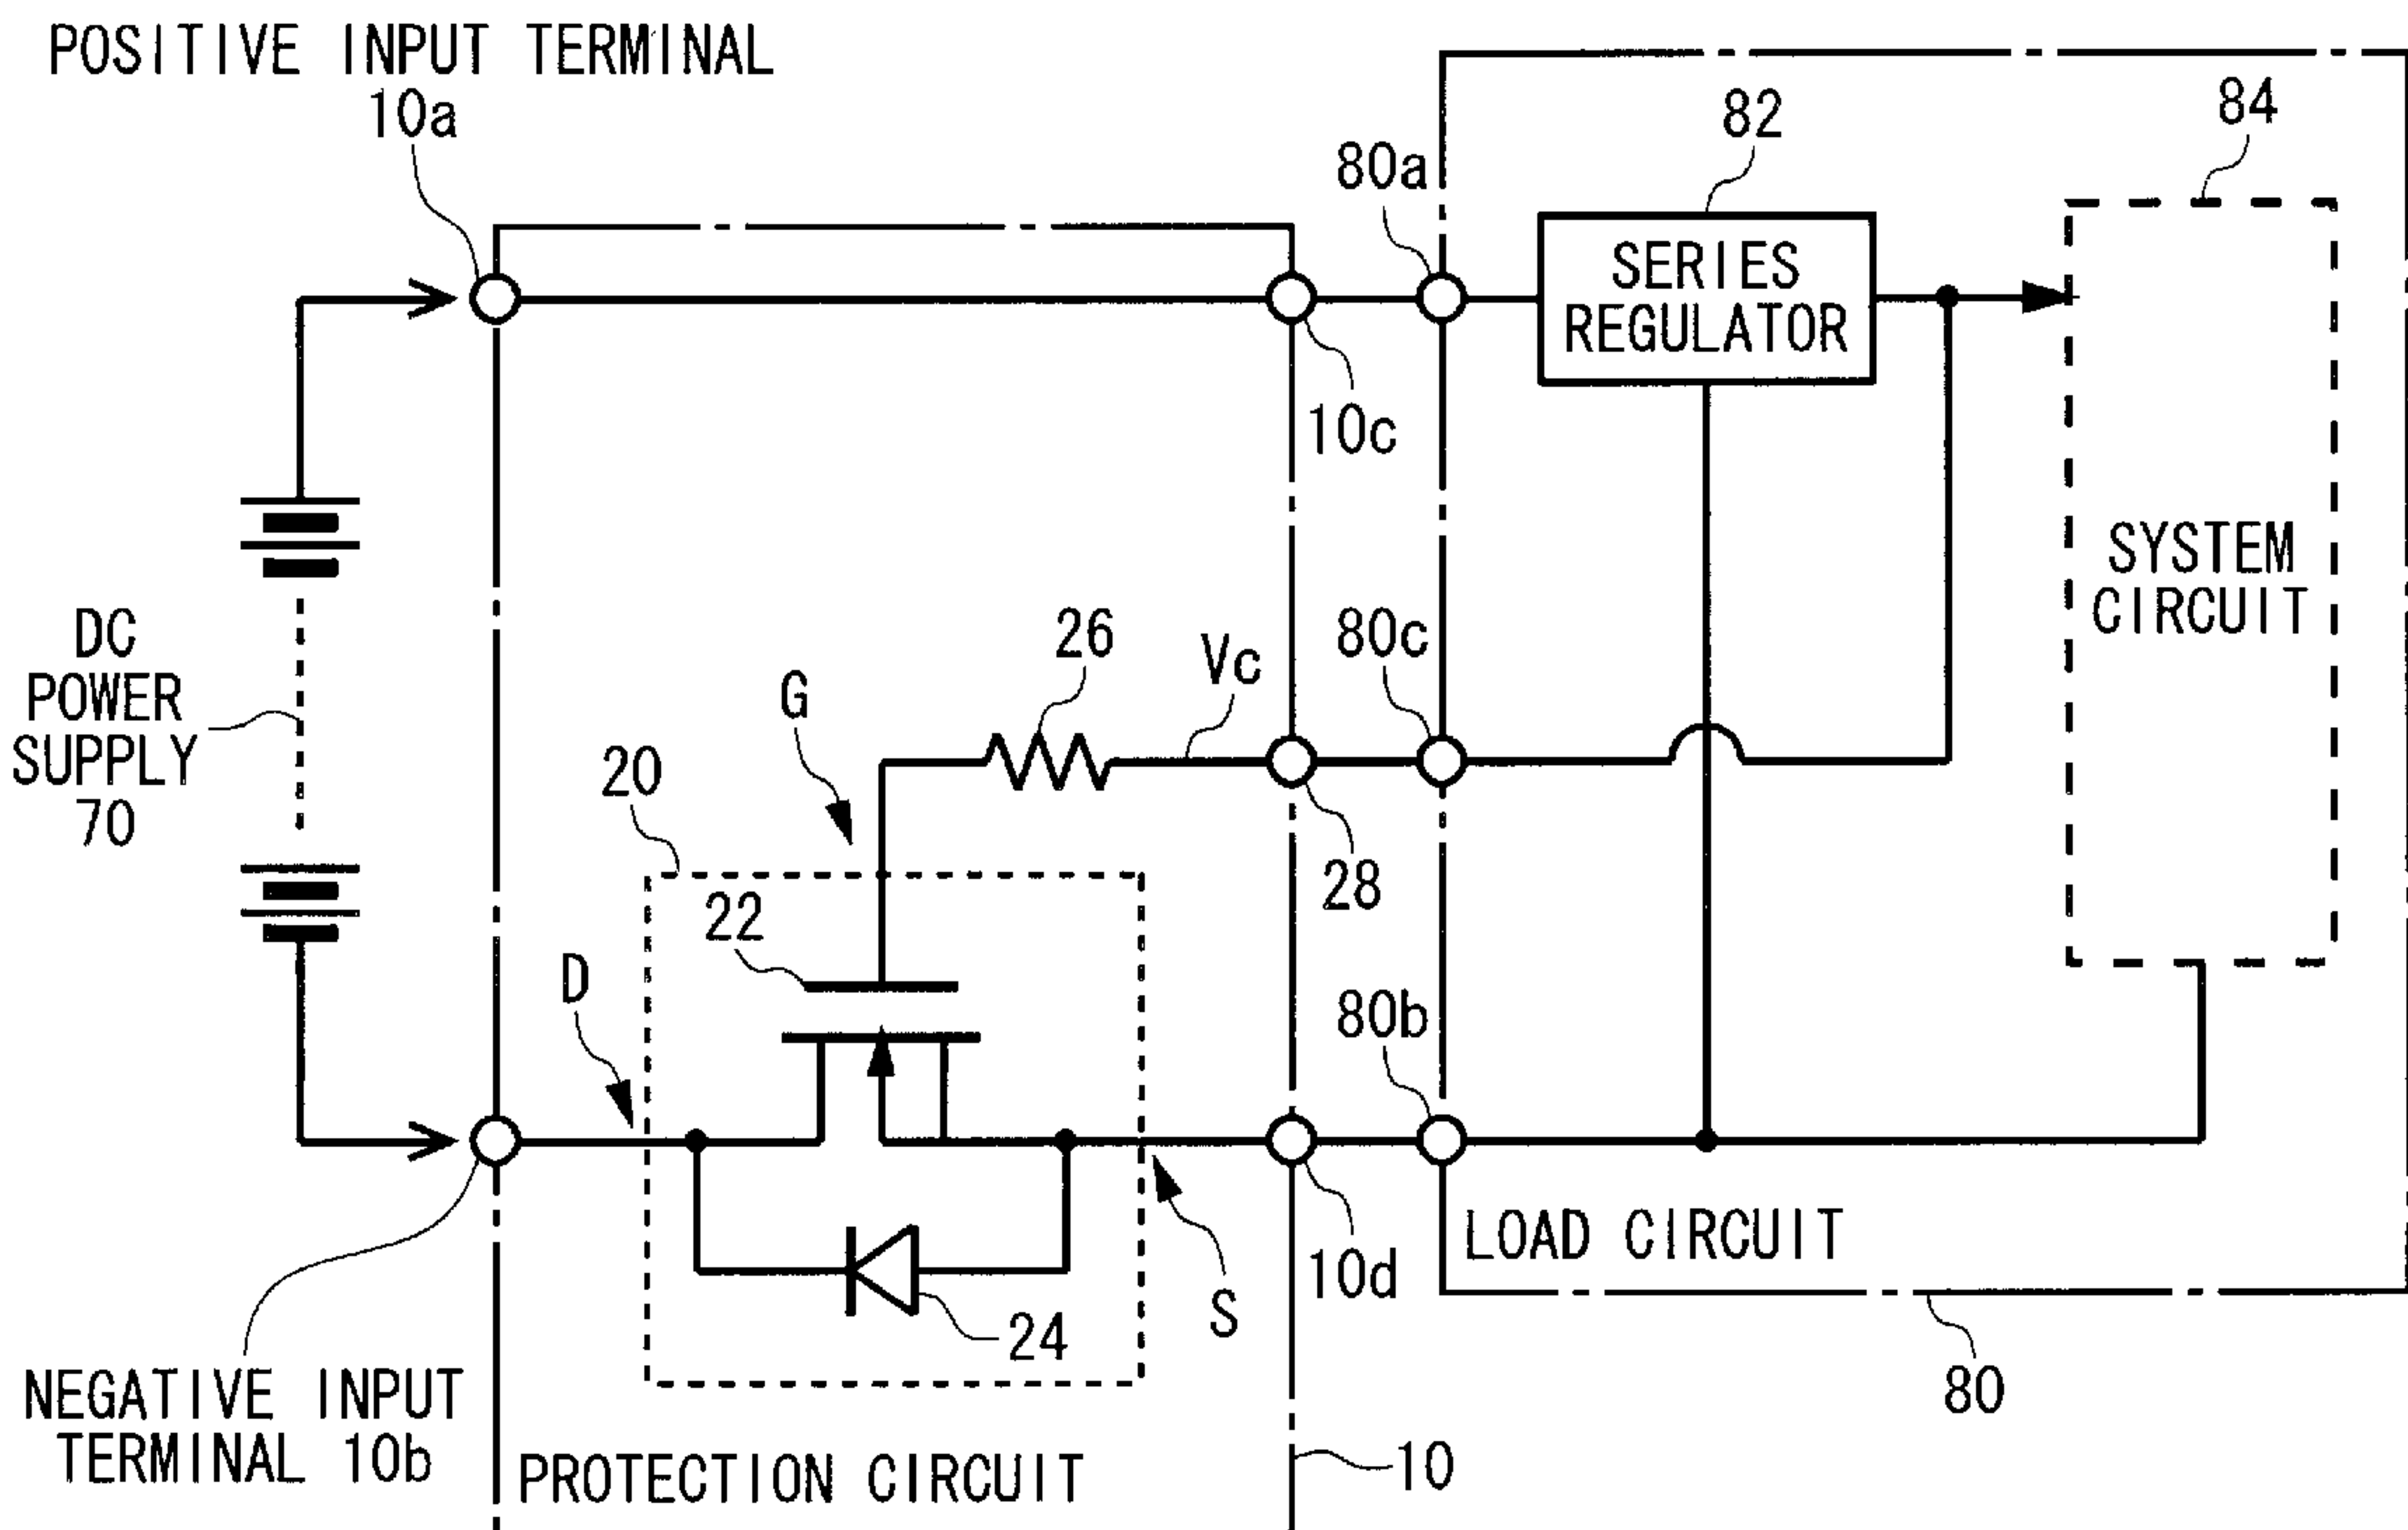 POSITIVE INPUT TERMINAL
10a
82
84
80a
SERIES
REGULATOR
10c
SYSTEM
CIRCUIT
DC
POWER
SUPPLY
70
26
Vc
80c
G
20
28
22
D
80b
LOAD CIRCUIT
10d
S
24
80
NEGATIVE INPUT
TERMINAL 10b
PROTECTION CIRCUIT
10